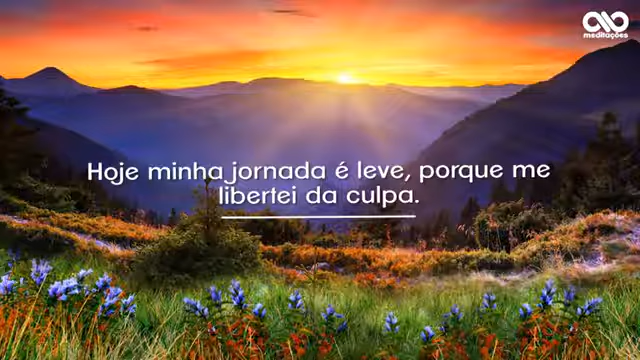 meditações
Hoje minha jornada é leve, porque me
libertei da culpa.